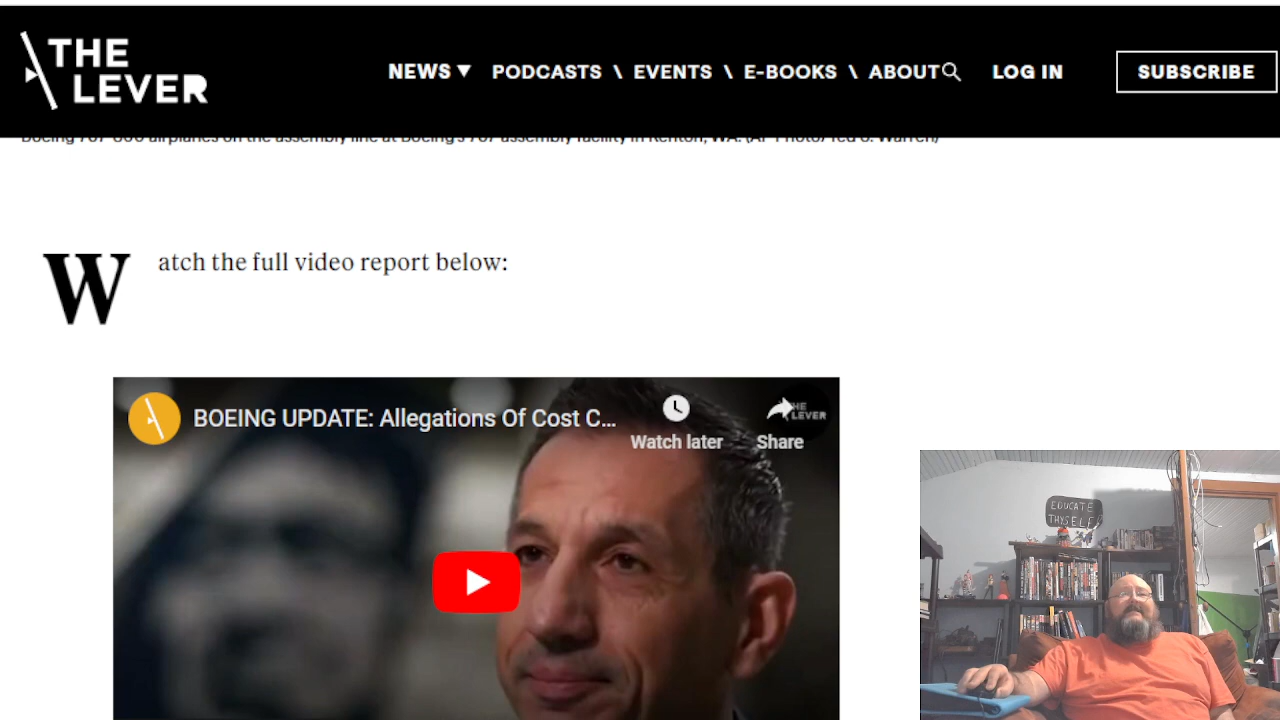 THE
LEVER
NEWS ▼ PODCASTS \ EVENTS \ E-BOOKS \ ABOUT LOG IN SUBSCRIBE
Watch the full video report below:
BOEING UPDATE: Allegations Of Cost C...
Watch later
Share
THE
LEVER
EDUCATE
THYSELF